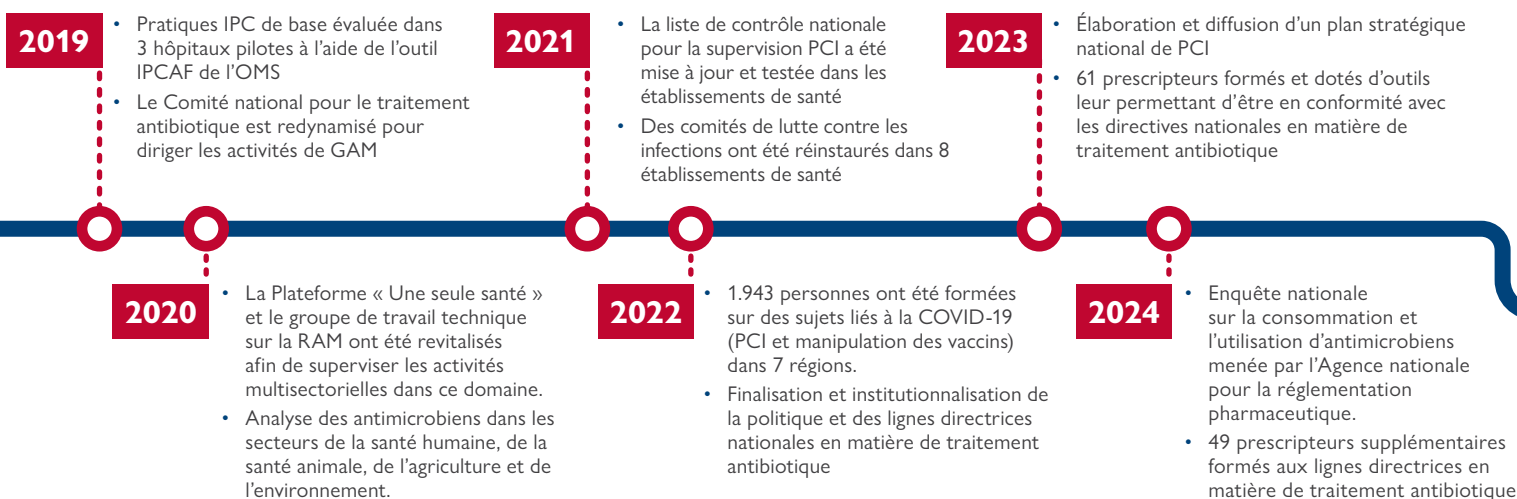 2019
• Pratiques IPC de base évaluée dans
3 hôpitaux pilotes à l’aide de l’outil
IPCAF de l’OMS
• Le Comité national pour le traitement
antibiotique est redynamisé pour
diriger les activités de GAM
2020
• La Plateforme « Une seule santé »
et le groupe de travail technique
sur la RAM ont été revitalisés
afin de superviser les activités
multisectorielles dans ce domaine.
• Analyse des antimicrobiens dans les
secteurs de la santé humaine, de la
santé animale, de l’agriculture et de
l’environnement.
2021
• La liste de contrôle nationale
pour la supervision PCI a été
mise à jour et testée dans les
établissements de santé
• Des comités de lutte contre les
infections ont été réinstaurés dans 8
établissements de santé
2022
• 1.943 personnes ont été formées
sur des sujets liés à la COVID-19
(PCI et manipulation des vaccins)
dans 7 régions.
• Finalisation et institutionnalisation de
la politique et des lignes directrices
nationales en matière de traitement
antibiotique
2023
• Élaboration et diffusion d’un plan stratégique
national de PCI
• 61 prescripteurs formés et dotés d’outils
leur permettant d’être en conformité avec
les directives nationales en matière de
traitement antibiotique
2024
• Enquête nationale
sur la consommation et
l’utilisation d’antimicrobiens
menée par l’Agence nationale
pour la réglementation
pharmaceutique.
• 49 prescripteurs supplémentaires
formés aux lignes directrices en
matière de traitement antibiotique